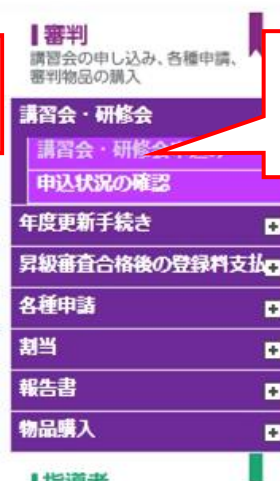 審判
講習会の申し込み、各種申請、
審判物品の購入
講習会・研修会
講習会・研修会
申込状況の確認
年度更新手続き
昇級審査合格後の登録料支払
各種申請
割当
報告書
物品購入
指導者